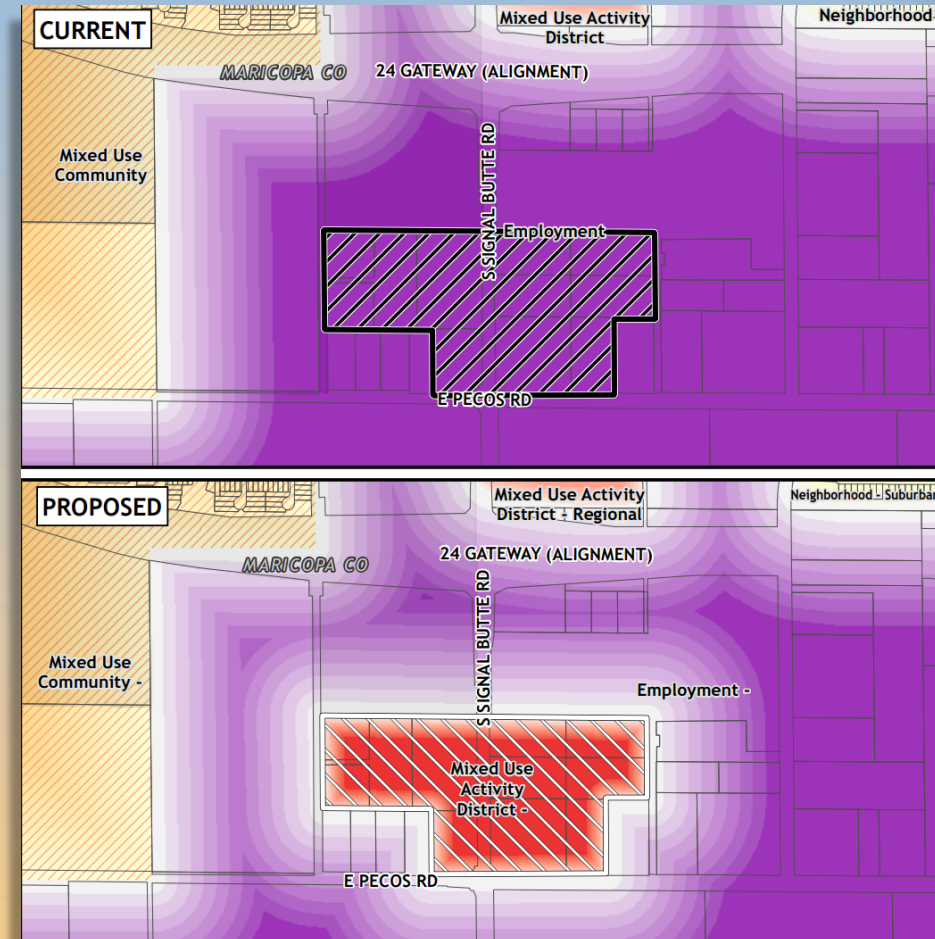 CURRENT
Mixed Use Activity
District
Neighborhood
MARICOPA CO
24 GATEWAY (ALIGNMENT)
Mixed Use
Community
S SIGNAL BUTTE RD
Employment
E PECOS RD
PROPOSED
Mixed Use Activity
District - Regional
Neighborhood - Suburban
24 GATEWAY (ALIGNMENT)
MARICOPA CO
S SIGNAL BUTTE RD
Mixed Use
Community -
Employment -
Mixed Use
Activity
District -
E PECOS RD